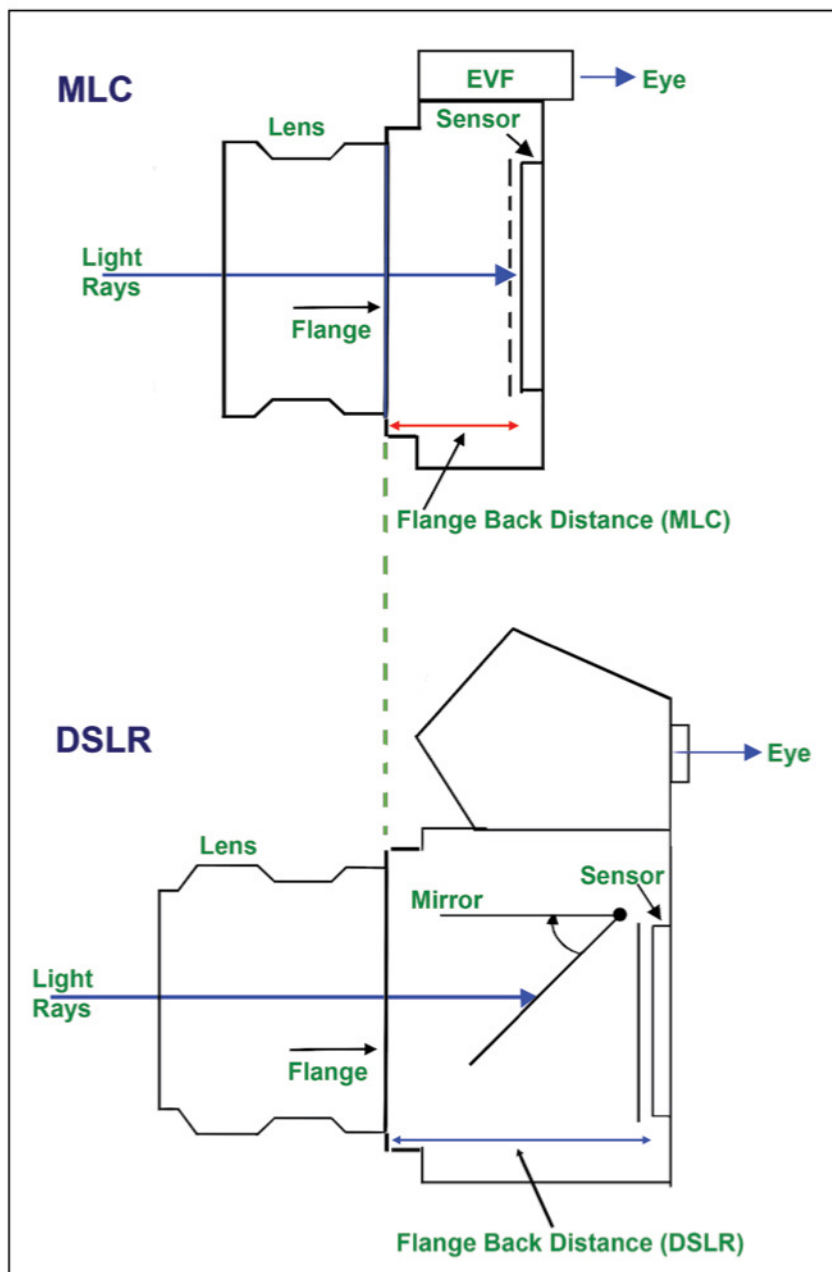 MLC
EVF
Eye
Sensor
Lens
Light
Rays
Flange
Flange Back Distance (MLC)
DSLR
Eye
Lens
Sensor
Mirror
Light
Rays
Flange
Flange Back Distance (DSLR)